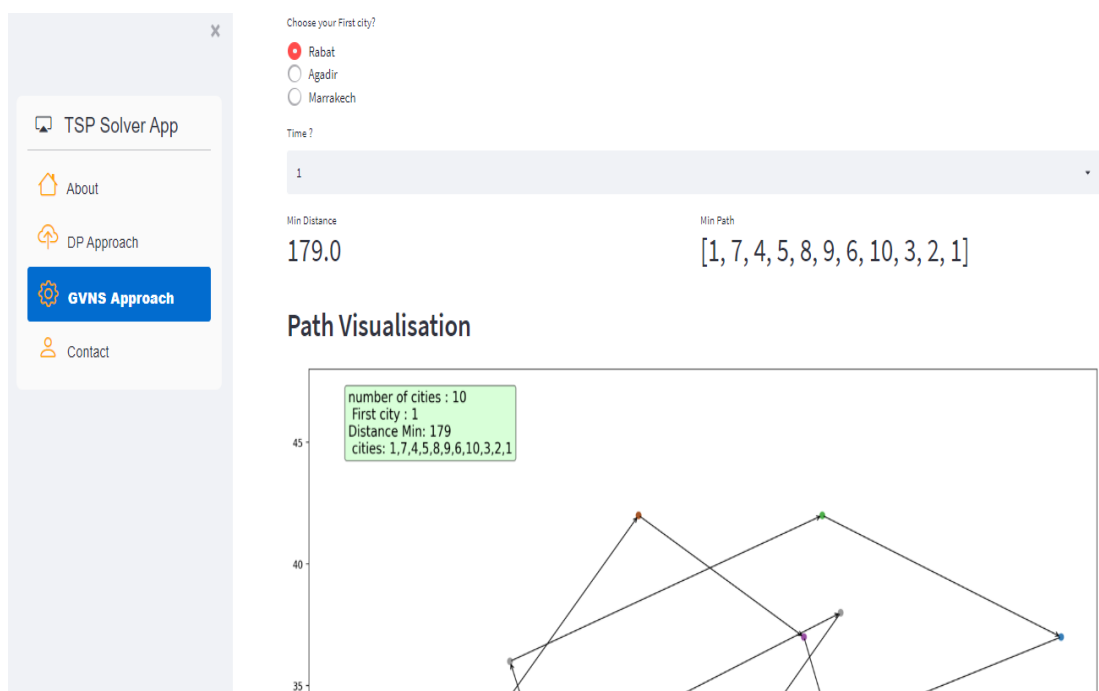 x
TSP Solver App
About
DP Approach
GVNS Approach
Contact
Choose your First city?
Rabat
Agadir
Marrakech
Time ?
1
Min Distance
179.0
Min Path
[1, 7, 4, 5, 8, 9, 6, 10, 3, 2, 1]
Path Visualisation
number of cities : 10
First city : 1
Distance Min: 179
cities: 1,7,4,5,8,9,6,10,3,2,1
45
40
35